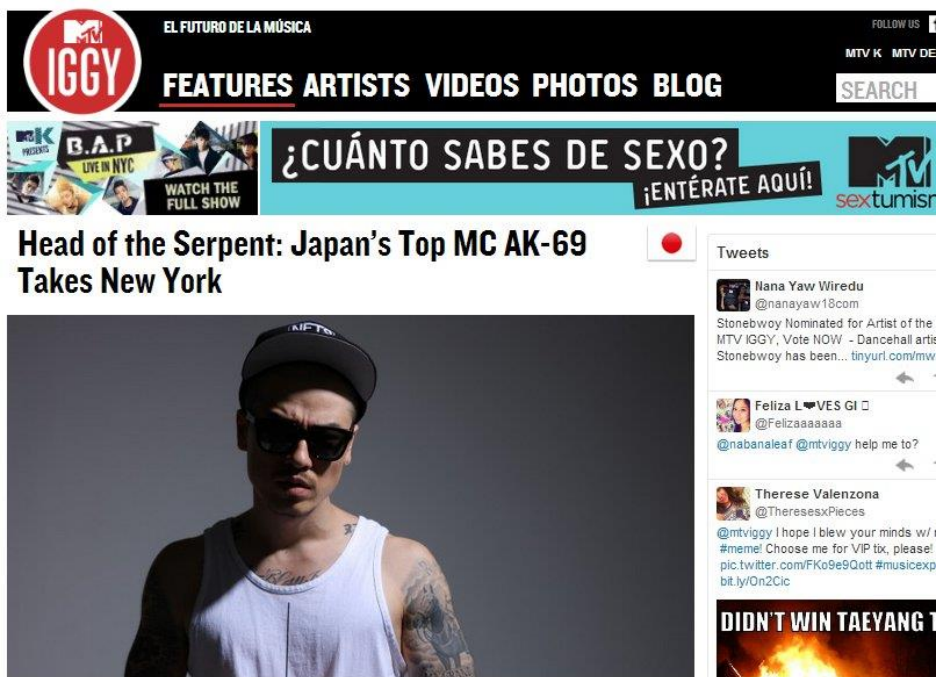 MTV
IGGY
EL FUTURO DE LA MÚSICA
FOLLOW US
MTV K MTV DE
FEATURES ARTISTS VIDEOS PHOTOS BLOG
SEARCH
MTV K
PRESENTS
B.A.P
LIVE IN NYC
WATCH THE
FULL SHOW
¿CUÁNTO SABES DE SEXO?
¡ENTÉRATE AQUÍ!
MTV
sextumism
Head of the Serpent: Japan's Top MC AK-69
Takes New York
NETS
Tweets
Nana Yaw Wiredu
@nanayaw18com
Stonebwoy Nominated for Artist of the
MTV IGGY, Vote NOW - Dancehall artis
Stonebwoy has been... tinyurl.com/mw
Feliza L❤VES GI
@Felizaaaaaaa
@nabanaleaf @mtviggy help me to?
Therese Valenzona
@TheresesxPieces
@mtviggy I hope I blew your minds w/
#meme! Choose me for VIP tix, please!
pic.twitter.com/FKo9e9Qott #musicexp
bit.ly/On2Cic
DIDN'T WIN TAEYANG T